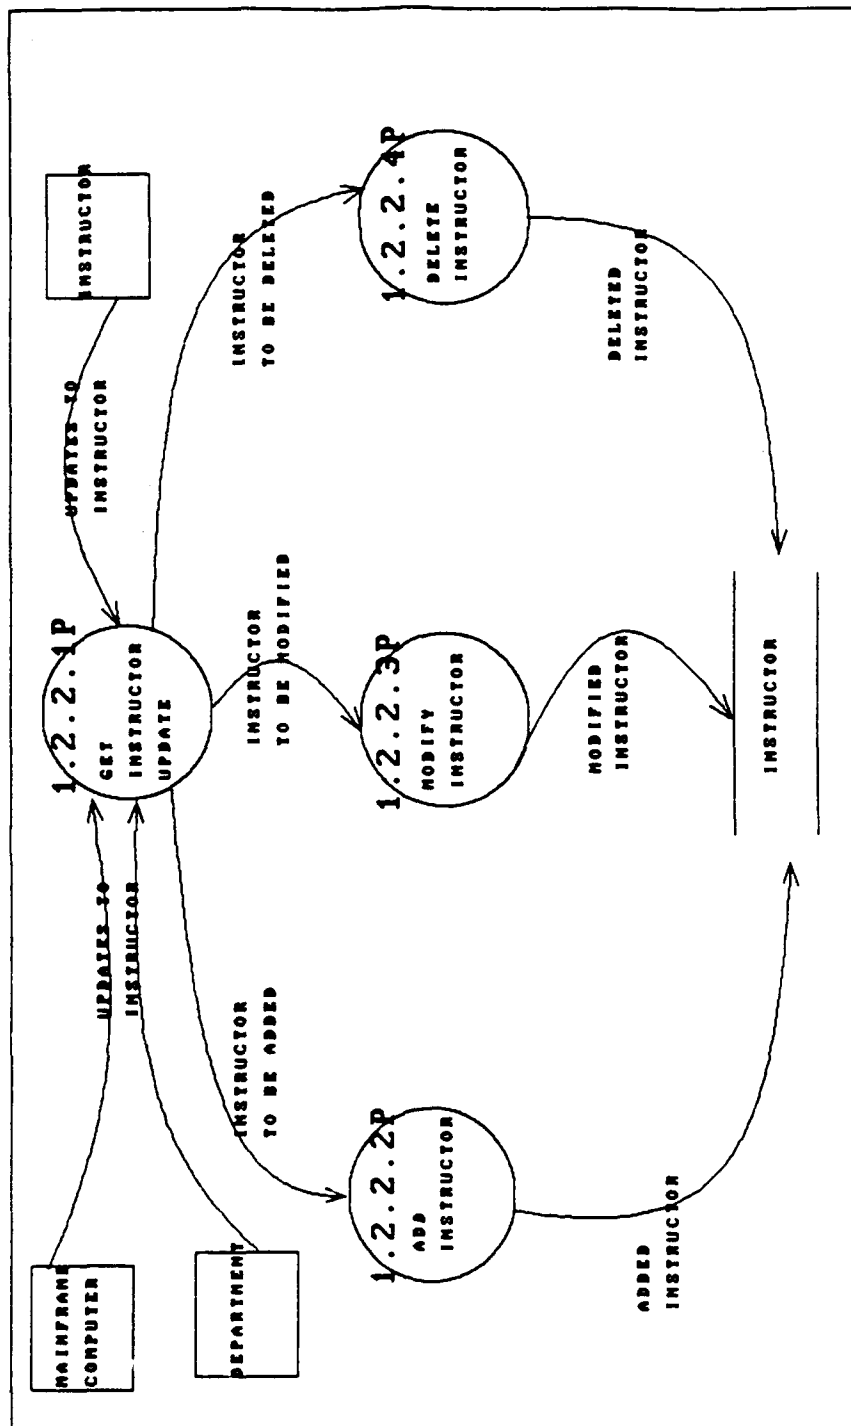 MAINFRAME
COMPUTER
DEPARTMENT
UPDATES TO
INSTRUCTOR
1.2.2.1P
GET
INSTRUCTOR
UPDATE
UPDATES TO
INSTRUCTOR
INSTRUCTOR
INSTRUCTOR
TO BE ADDED
INSTRUCTOR
TO BE MODIFIED
INSTRUCTOR
TO BE DELETED
1.2.2.2P
ADD
INSTRUCTOR
1.2.2.3P
MODIFY
INSTRUCTOR
1.2.2.4P
DELETE
INSTRUCTOR
ADDED
INSTRUCTOR
MODIFIED
INSTRUCTOR
DELETED
INSTRUCTOR
INSTRUCTOR